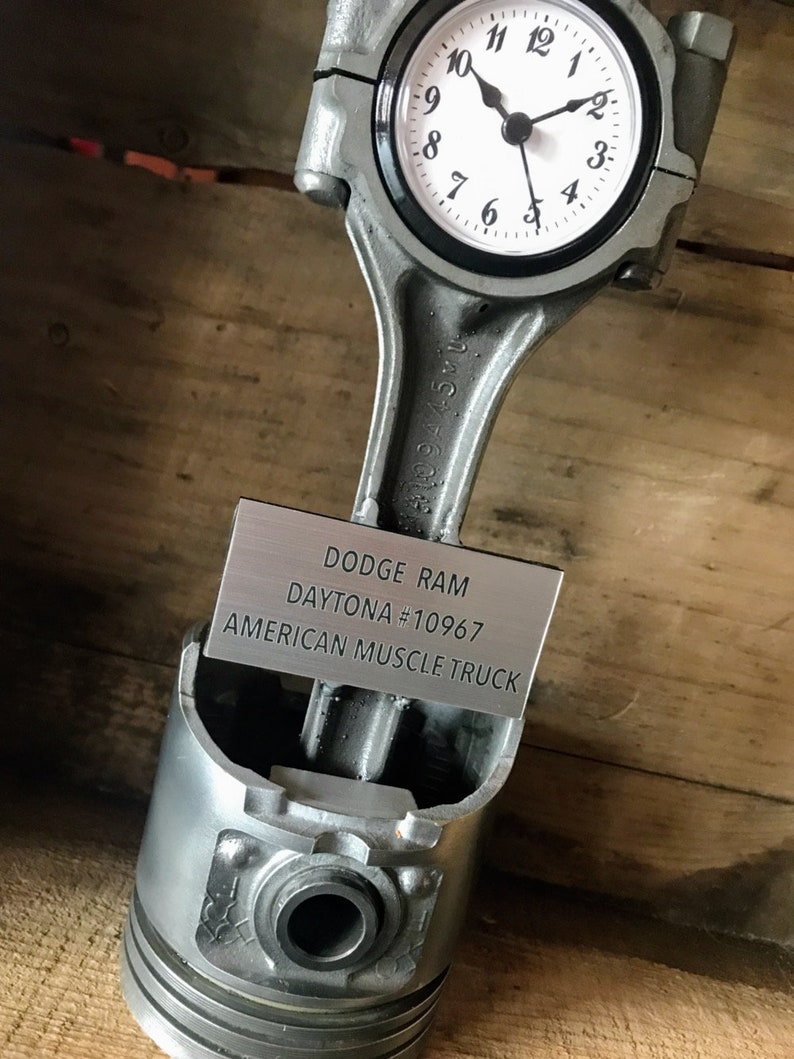 11 12 1
10 2
9 3
8 4
7 6 5
DODGE RAM
DAYTONA #10967
AMERICAN MUSCLE TRUCK